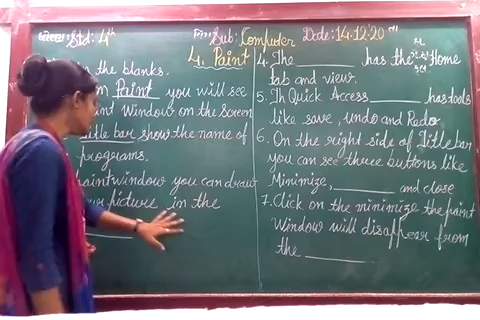 Std: 4th
Sub: Computer
Date: 14.12.20
4. Paint
the blanks.
Paint you will see
Window on the screen
Title bar show the name of
programs.
paint window you can draw
picture in the
4. The ________ has the Home
tab and view.
5. In Quick Access ________ has tools
like save, undo and Redo.
6. On the right side of Title bar
you can see three buttons like
Minimize, ________ and close
7. Click on the minimize the paint
Window will disappear from
the ________